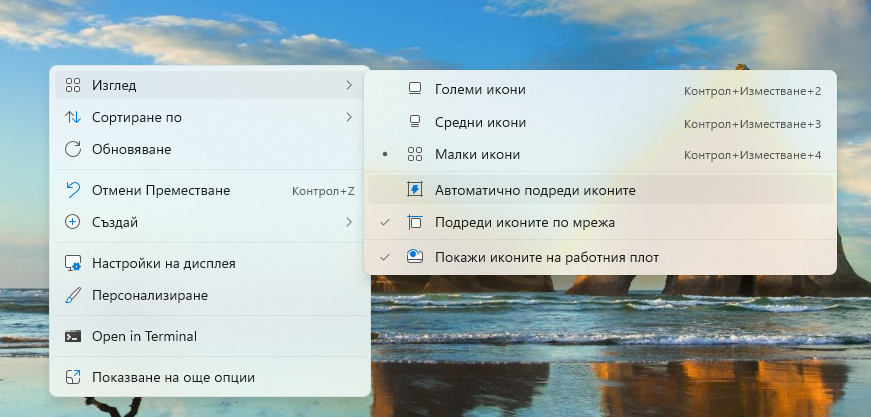 Изглед
Сортиране по
Обновяване
Отмени Преместване Контрол+Z
Създай
Настройки на дисплея
Персонализиране
Open in Terminal
Показване на още опции
Големи икони Контрол+Изместване+2
Средни икони Контрол+Изместване+3
Малки икони Контрол+Изместване+4
Автоматично подреди иконите
Подреди иконите по мрежа
Покажи иконите на работния плот